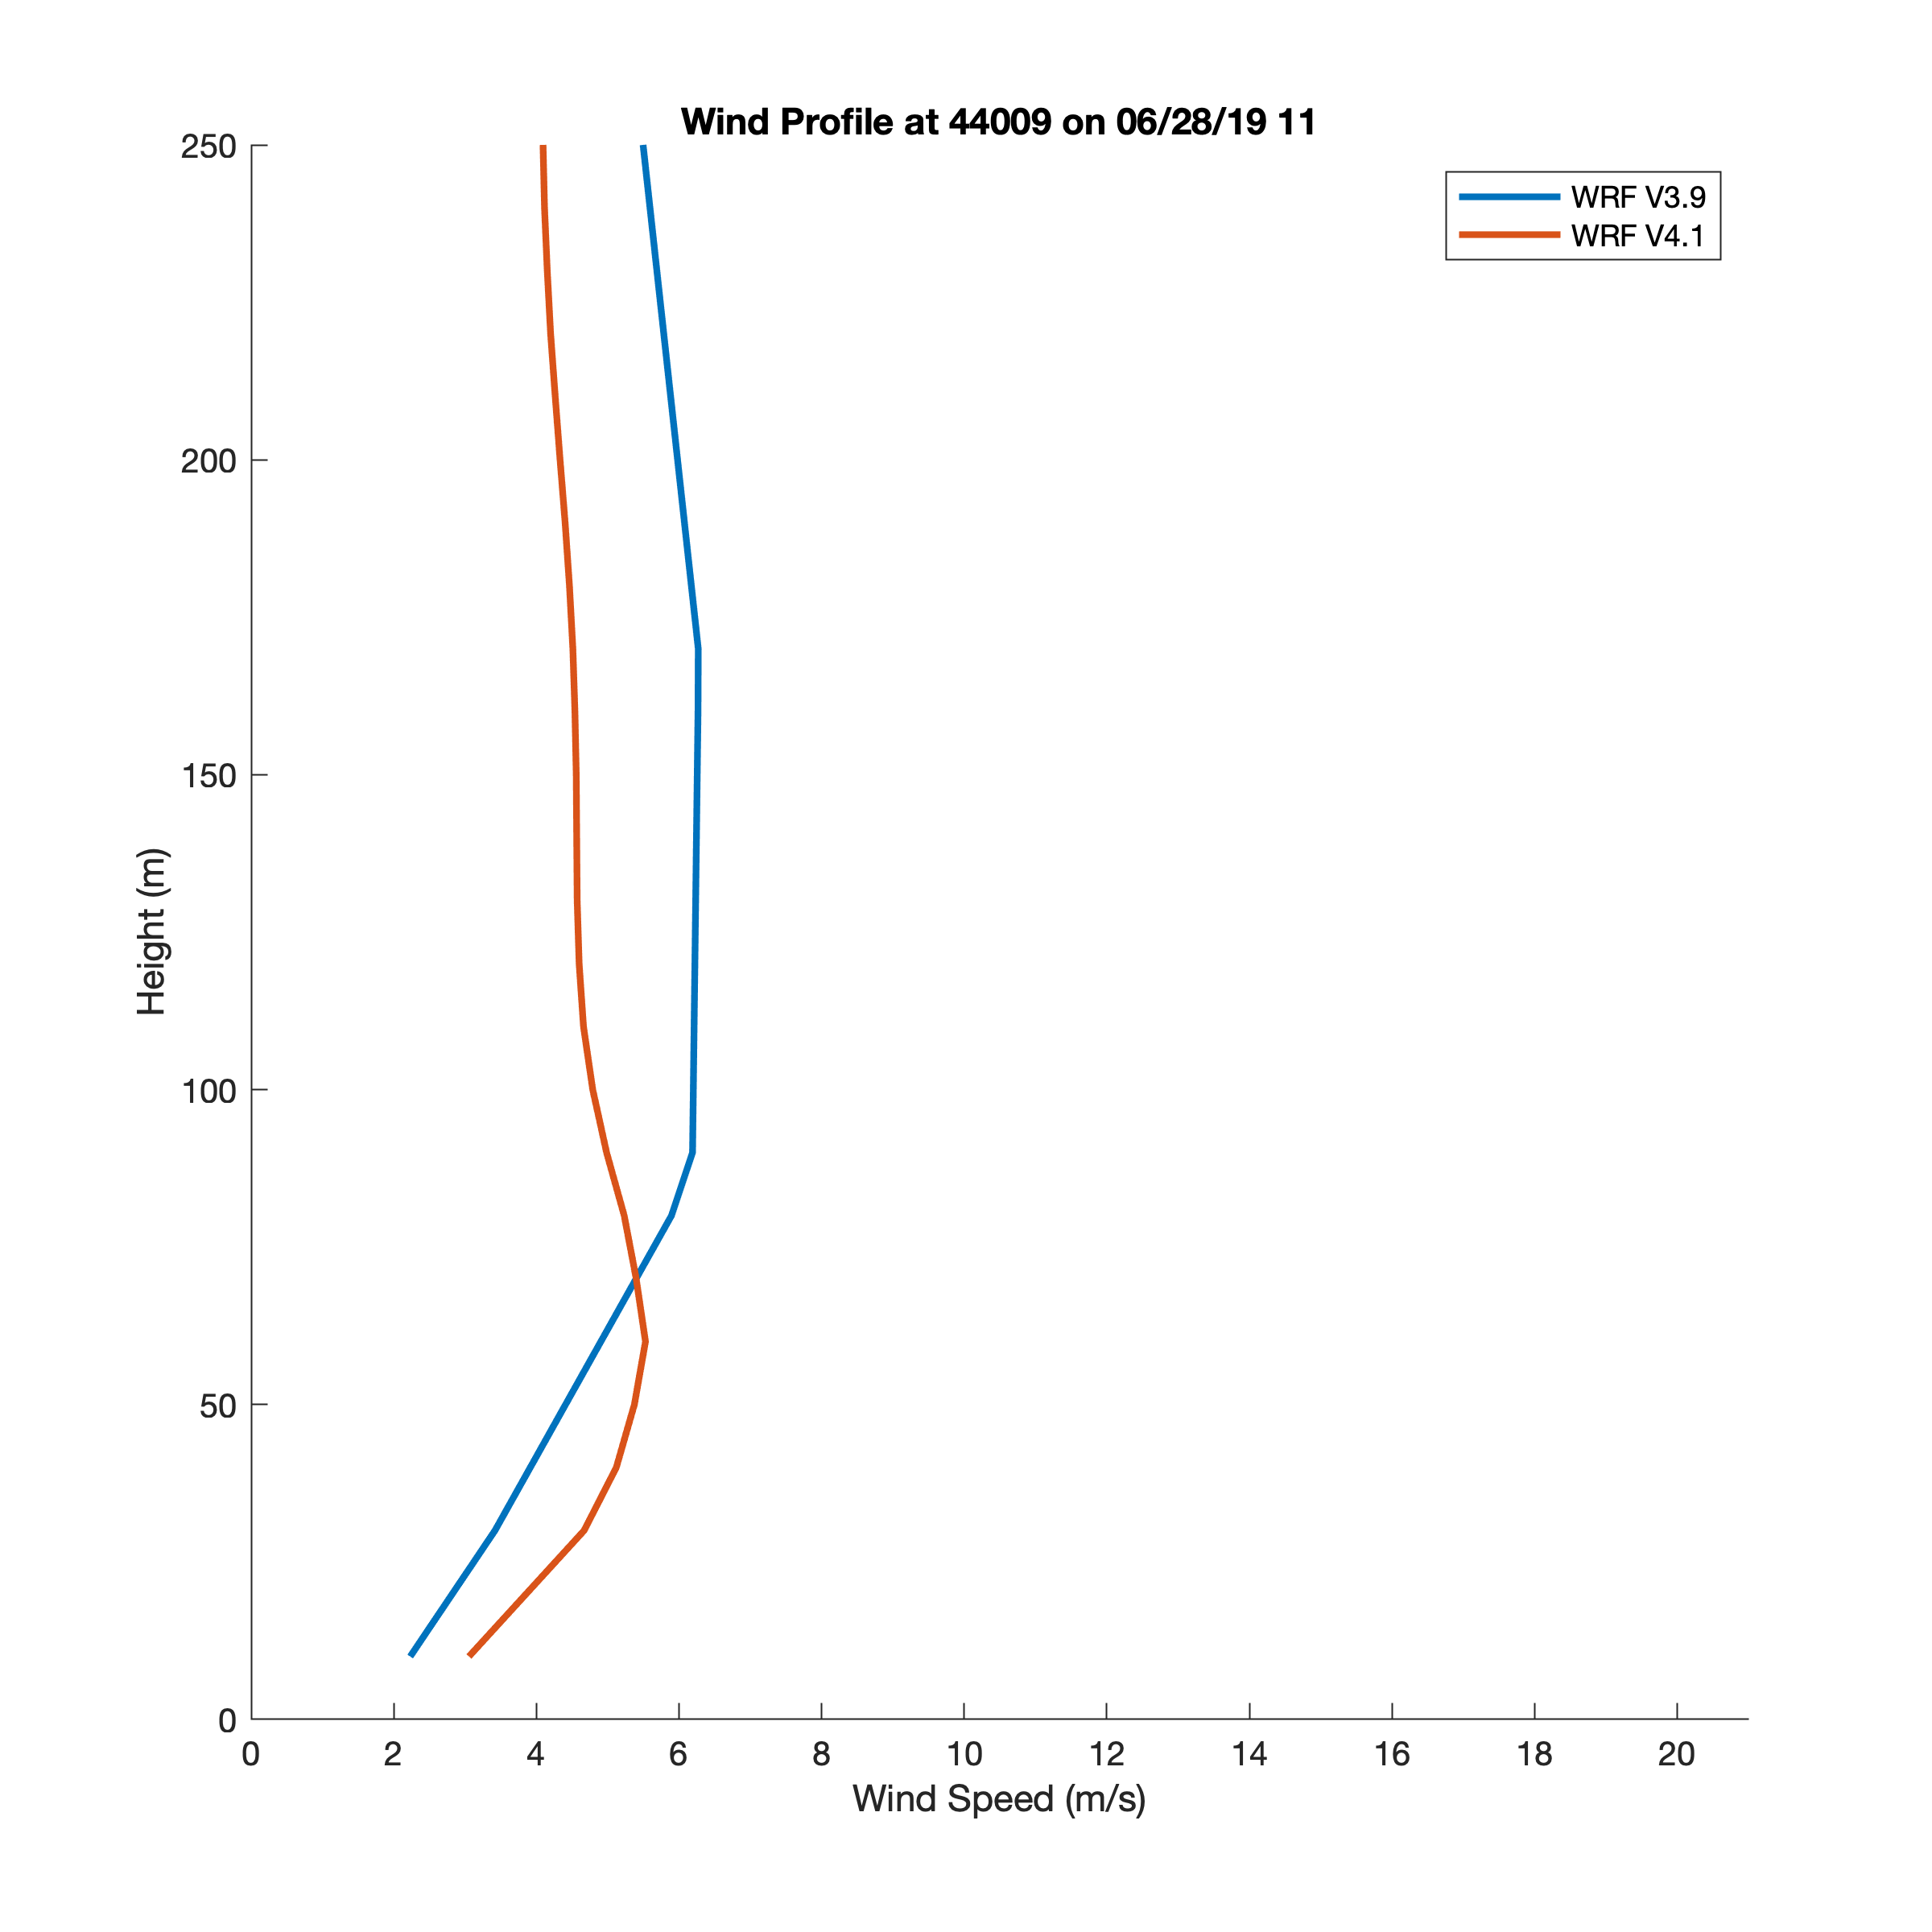 Wind Profile at 44009 on 06/28/19 11
WRF V3.9
WRF V4.1
250
200
150
100
50
0
Height (m)
0 2 4 6 8 10 12 14 16 18 20
Wind Speed (m/s)